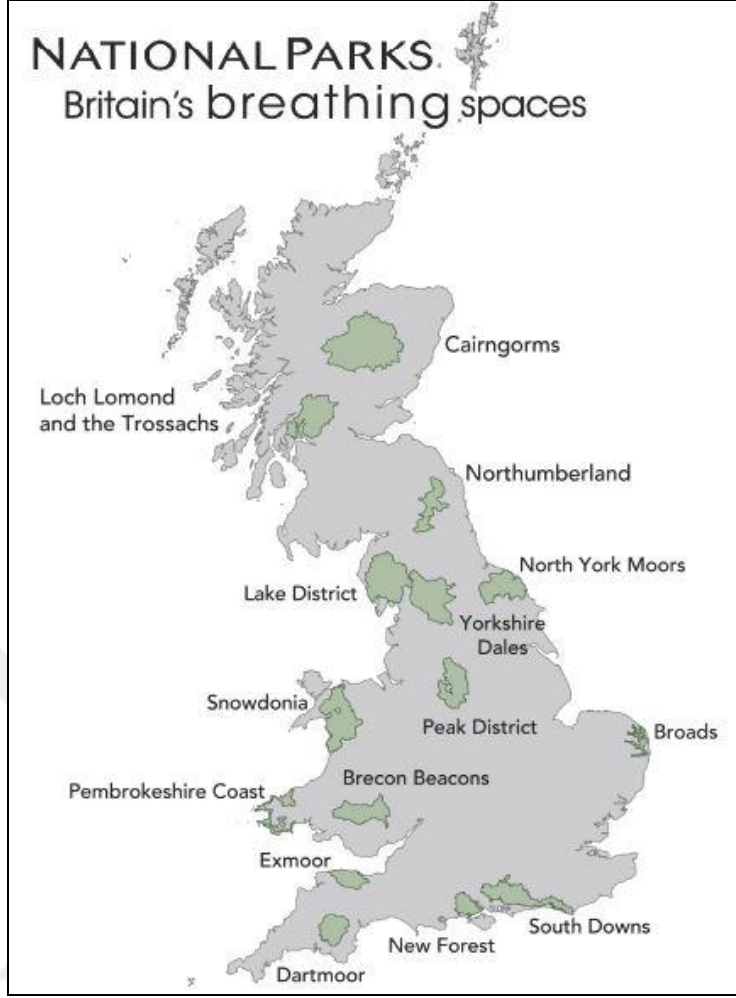 NATIONAL PARKS
Britain's breathing spaces
Cairngorms
Loch Lomond
and the Trossachs
Northumberland
North York Moors
Lake District
Yorkshire
Dales
Snowdonia
Peak District
Broads
Brecon Beacons
Pembrokeshire Coast
Exmoor
South Downs
New Forest
Dartmoor